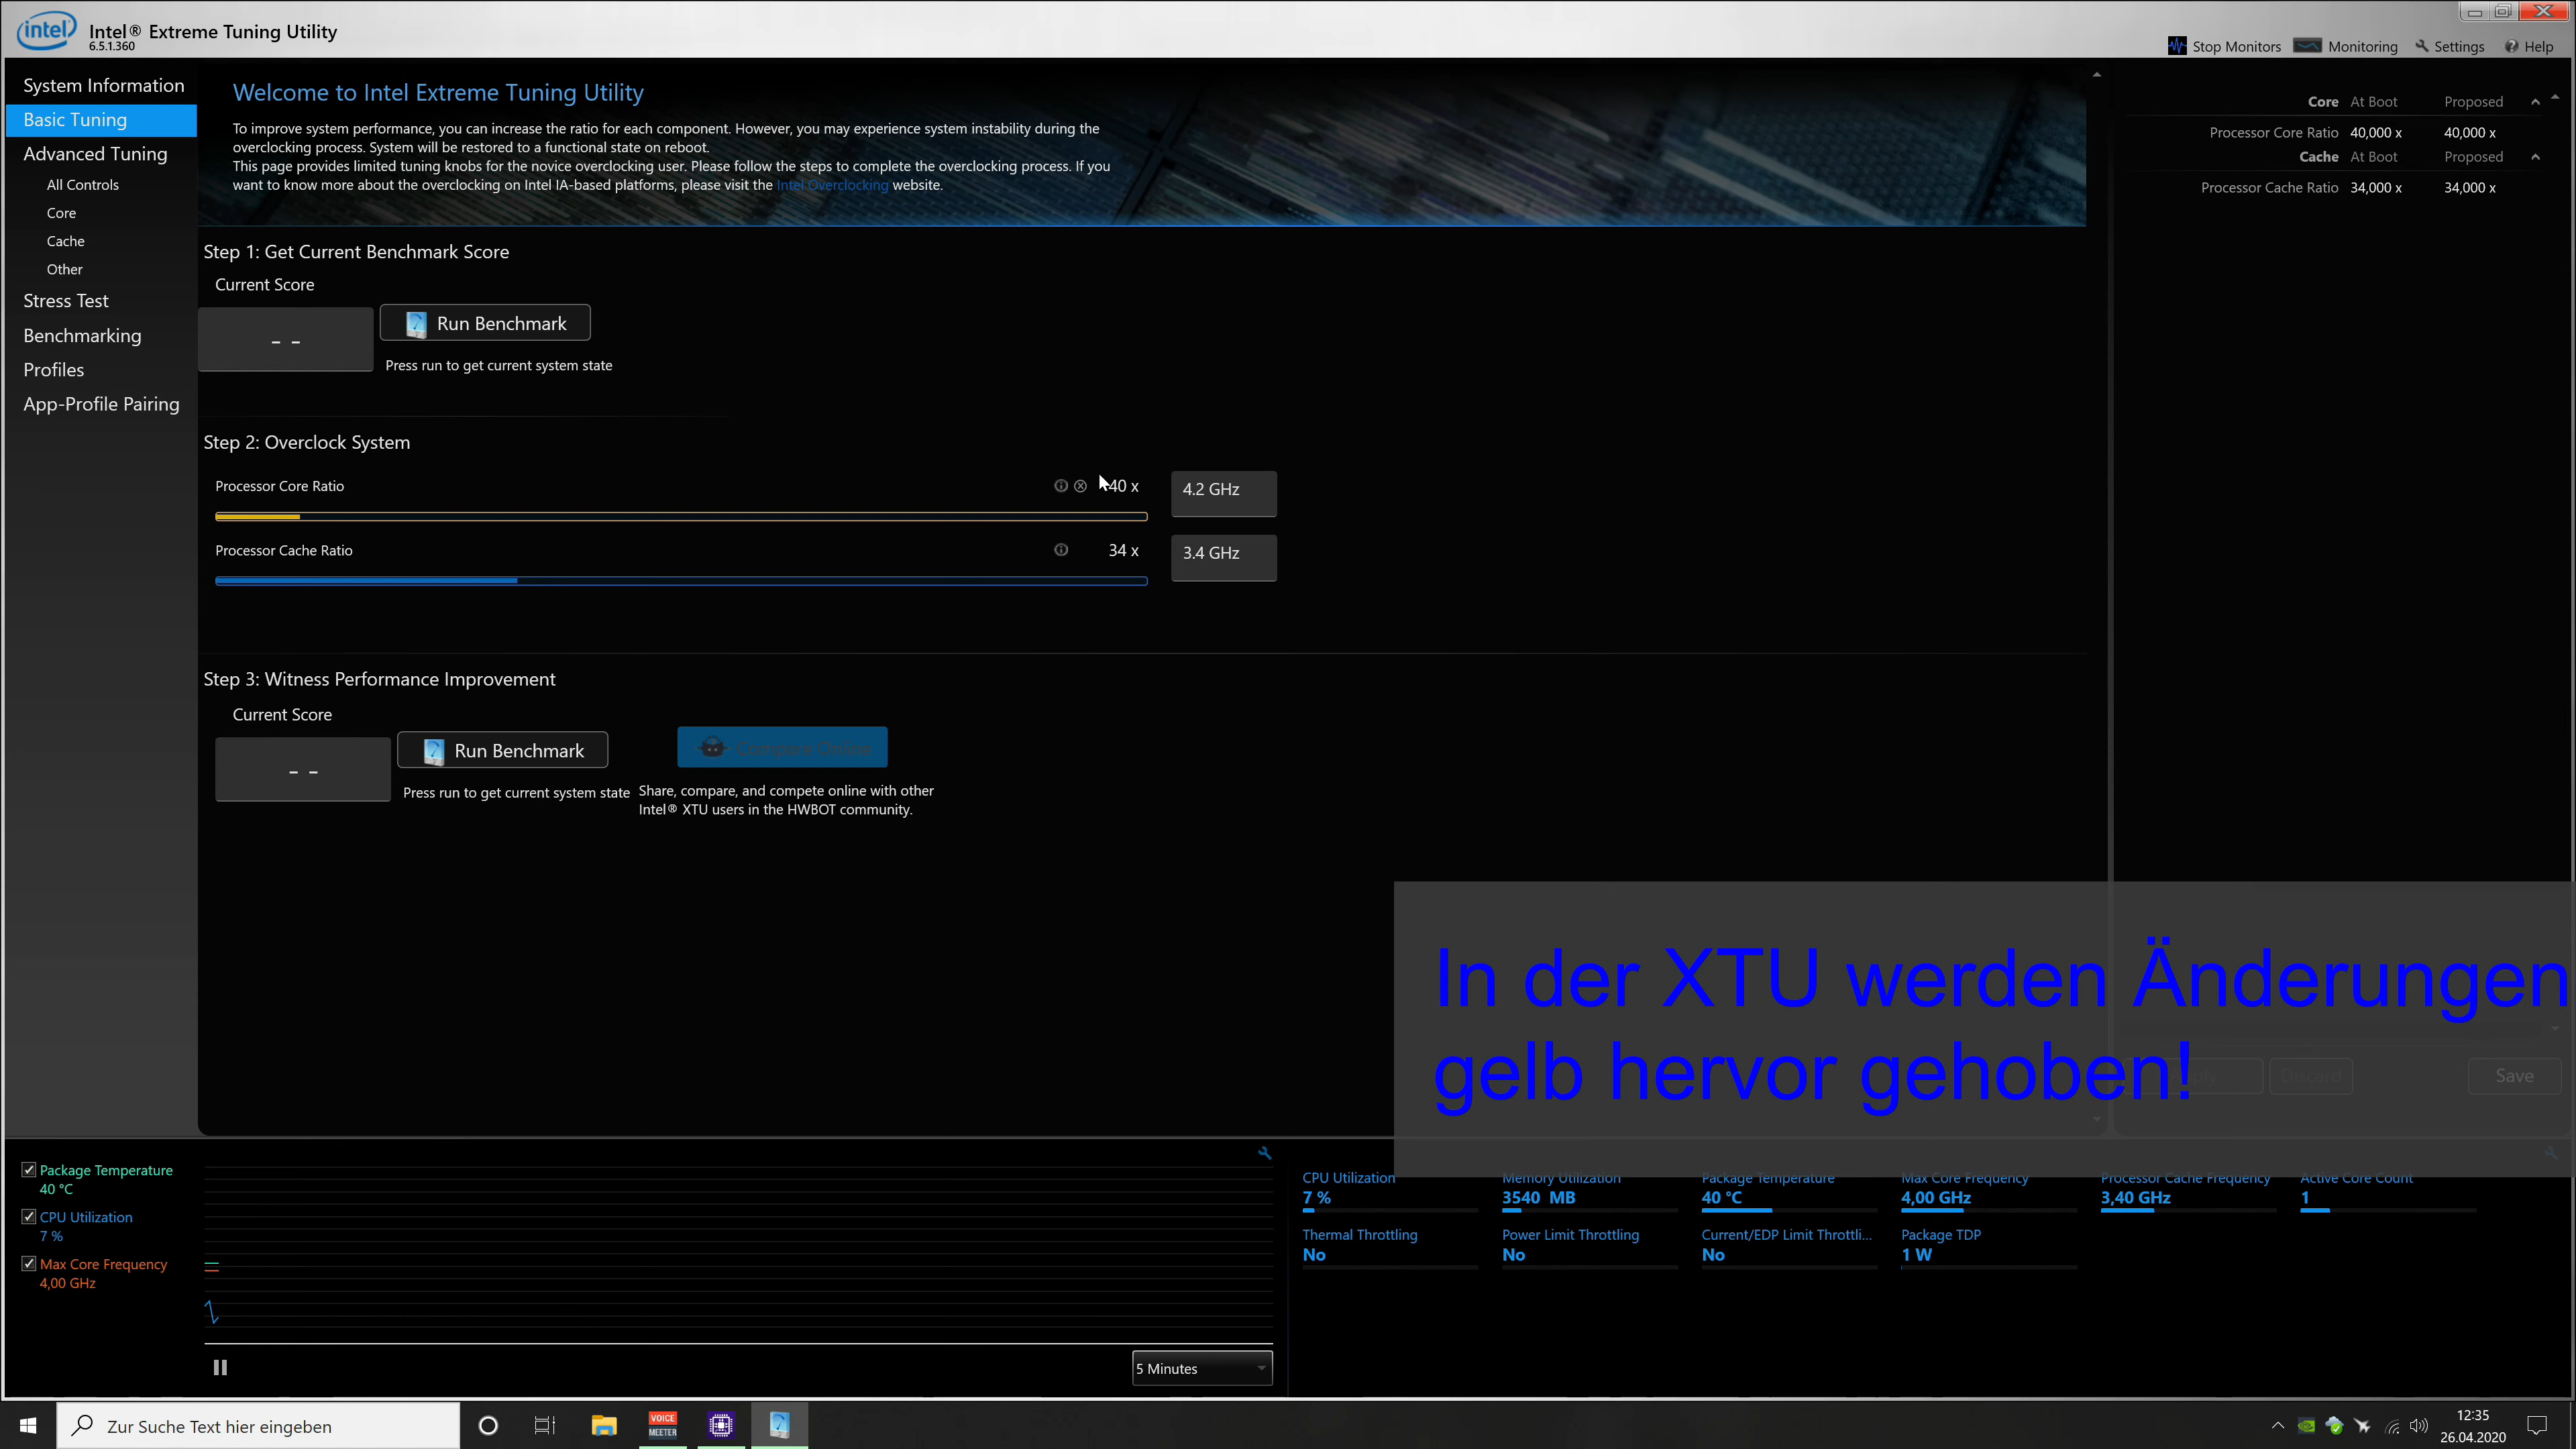 intel
Intel® Extreme Tuning Utility
6.5.1.360
Stop Monitors
Monitoring
Settings
Help
System Information
Basic Tuning
Advanced Tuning
All Controls
Core
Cache
Other
Stress Test
Benchmarking
Profiles
App-Profile Pairing
Welcome to Intel Extreme Tuning Utility
To improve system performance, you can increase the ratio for each component. However, you may experience system instability during the
overclocking process. System will be restored to a functional state on reboot.
This page provides limited tuning knobs for the novice overclocking user. Please follow the steps to complete the overclocking process. If you
want to know more about the overclocking on Intel IA-based platforms, please visit the Intel Overclocking website.
Step 1: Get Current Benchmark Score
Current Score
- -
Run Benchmark
Press run to get current system state
Step 2: Overclock System
Processor Core Ratio
40 x
4.2 GHz
Processor Cache Ratio
34 x
3.4 GHz
Step 3: Witness Performance Improvement
Current Score
- -
Run Benchmark
Compare Online
Press run to get current system state
Share, compare, and compete online with other
Intel® XTU users in the HWBOT community.
Core At Boot Proposed
Processor Core Ratio 40,000 x 40,000 x
Cache At Boot Proposed
Processor Cache Ratio 34,000 x 34,000 x
In der XTU werden Änderungen
gelb hervor gehoben!
Discard
Save
Package Temperature
40 °C
CPU Utilization
7 %
Max Core Frequency
4,00 GHz
5 Minutes
CPU Utilization
7 %
Memory Utilization
3540 MB
Package Temperature
40 °C
Max Core Frequency
4,00 GHz
Processor Cache Frequency
3,40 GHz
Active Core Count
1
Thermal Throttling
No
Power Limit Throttling
No
Current/EDP Limit Throttli...
No
Package TDP
1 W
Zur Suche Text hier eingeben
VOICE
MEETER
12:35
26.04.2020